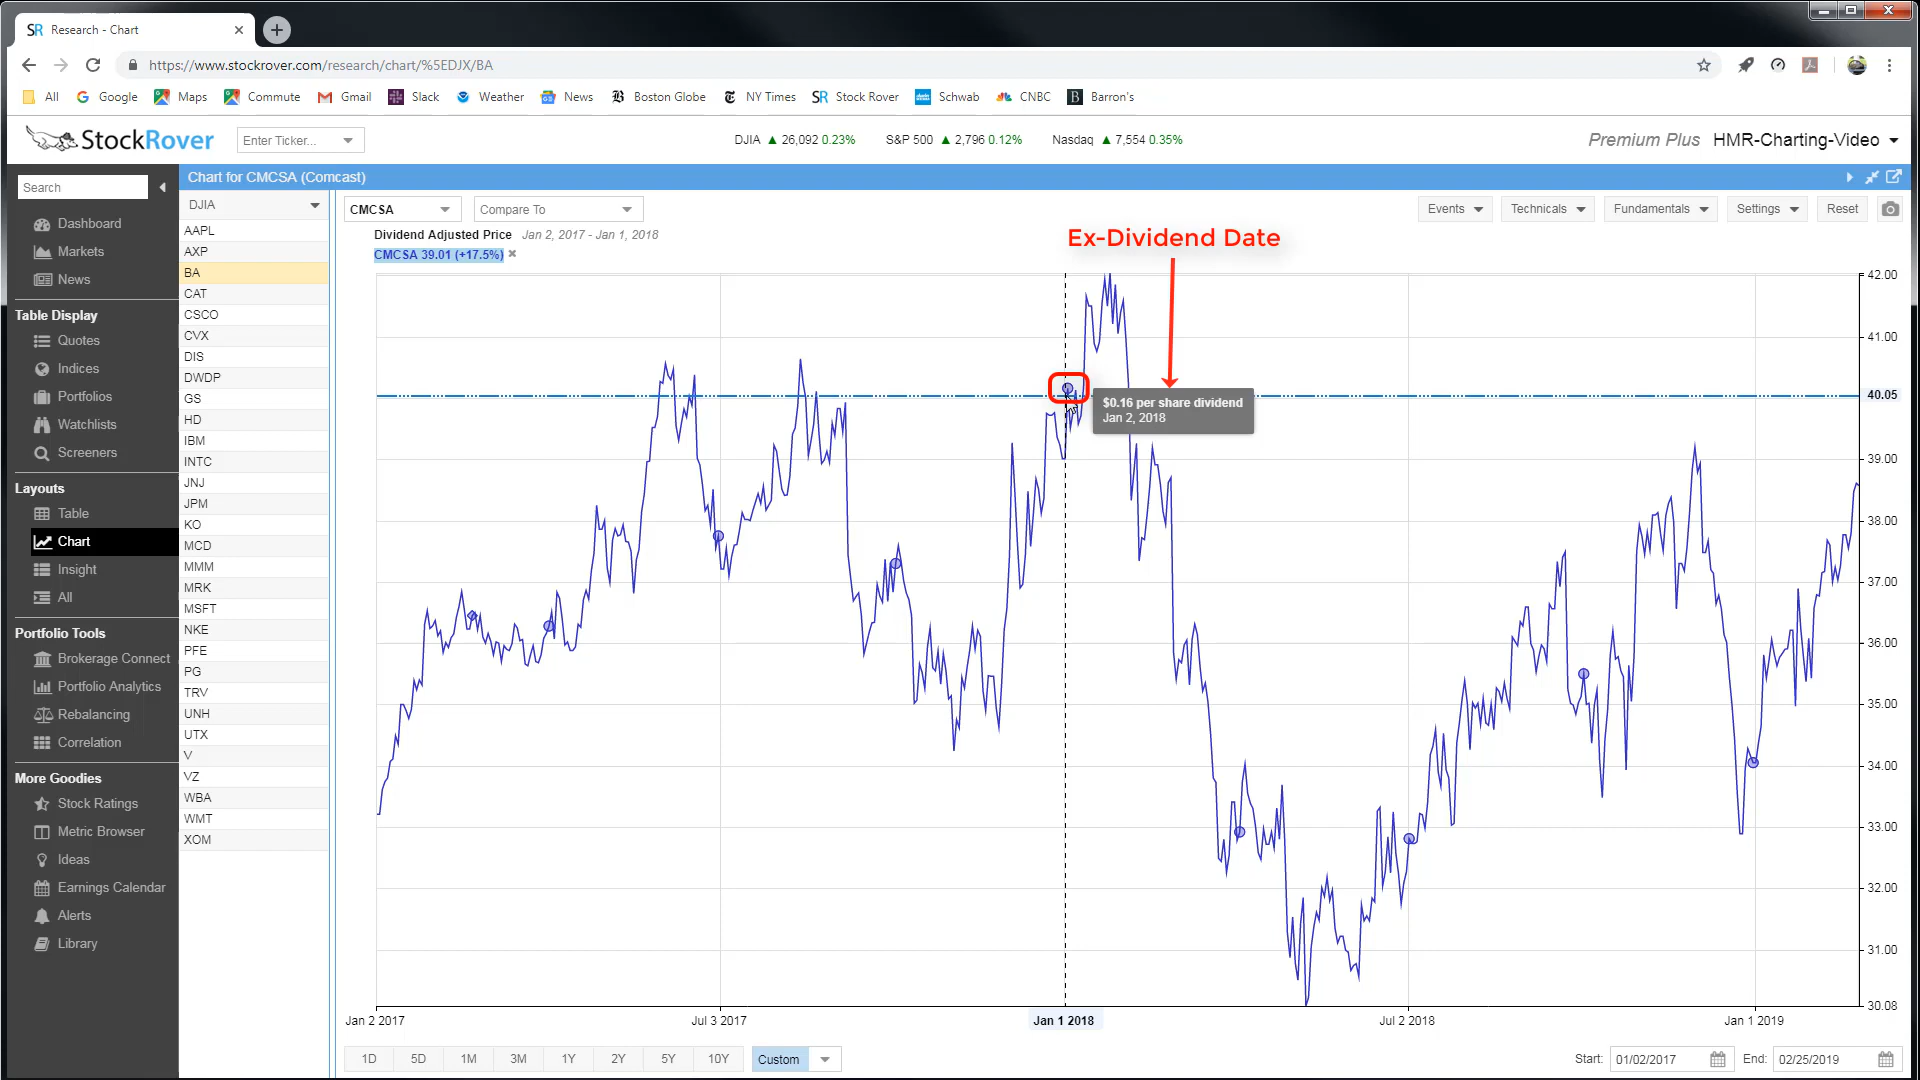 SR Research - Chart
https://www.stockrover.com/research/chart/%5EDJX/BA
All Google Maps Commute Gmail Slack Weather News Boston Globe NY Times SR Stock Rover Schwab CNBC B Barron's
StockRover Enter Ticker... DJIA ▲ 26,092 0.23% S&P 500 ▲ 2,796 0.12% Nasdaq ▲ 7,554 0.35% Premium Plus HMR-Charting-Video
Search
Dashboard
Markets
News
Table Display
Quotes
Indices
Portfolios
Watchlists
Screeners
Layouts
Table
Chart
Insight
All
Portfolio Tools
Brokerage Connect
Portfolio Analytics
Rebalancing
Correlation
More Goodies
Stock Ratings
Metric Browser
Ideas
Earnings Calendar
Alerts
Library
Chart for CMCSA (Comcast)
DJIA
AAPL
AXP
BA
CAT
CSCO
CVX
DIS
DWDP
GS
HD
IBM
INTC
JNJ
JPM
KO
MCD
MMM
MRK
MSFT
NKE
PFE
PG
TRV
UNH
UTX
V
VZ
WBA
WMT
XOM
CMCSA Compare To Events Technicals Fundamentals Settings Reset
Dividend Adjusted Price Jan 2, 2017 - Jan 1, 2018
CMCSA 39.01 (+17.5%)
Ex-Dividend Date
$0.16 per share dividend
Jan 2, 2018
42.00
41.00
40.05
39.00
38.00
37.00
36.00
35.00
34.00
33.00
32.00
31.00
30.08
Jan 2 2017 Jul 3 2017 Jan 1 2018 Jul 2 2018 Jan 1 2019
1D 5D 1M 3M 1Y 2Y 5Y 10Y Custom Start: 01/02/2017 End: 02/25/2019